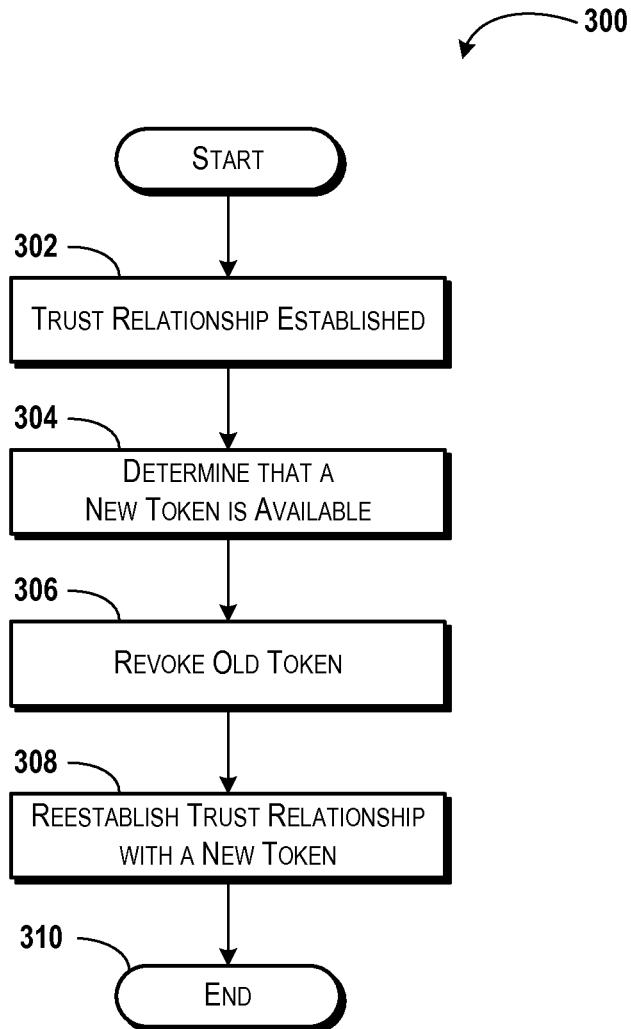 300
START
302
TRUST RELATIONSHIP ESTABLISHED
304
DETERMINE THAT A
NEW TOKEN IS AVAILABLE
306
REVOKE OLD TOKEN
308
REESTABLISH TRUST RELATIONSHIP
WITH A NEW TOKEN
310
END